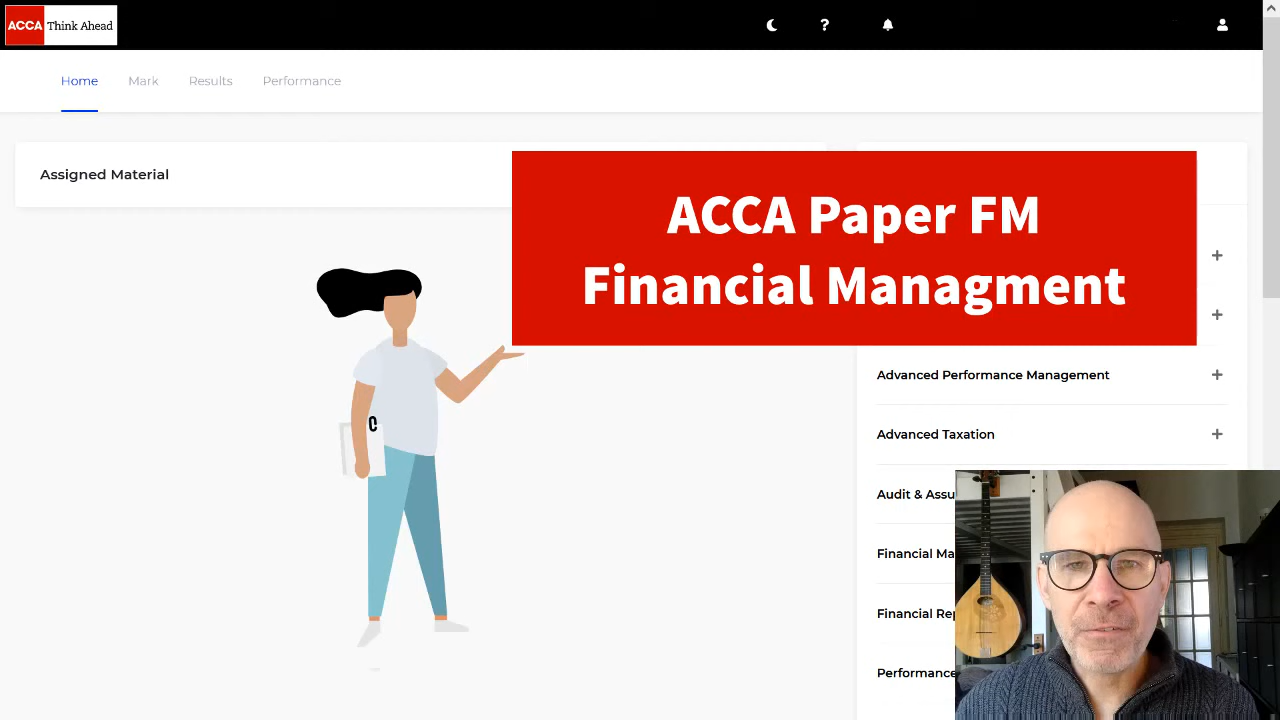 ACCA Think Ahead
?
Home Mark Results Performance
Assigned Material
ACCA Paper FM
Financial Managment
Advanced Performance Management
Advanced Taxation
Audit & Assu
Financial Ma
Financial Rep
Performance